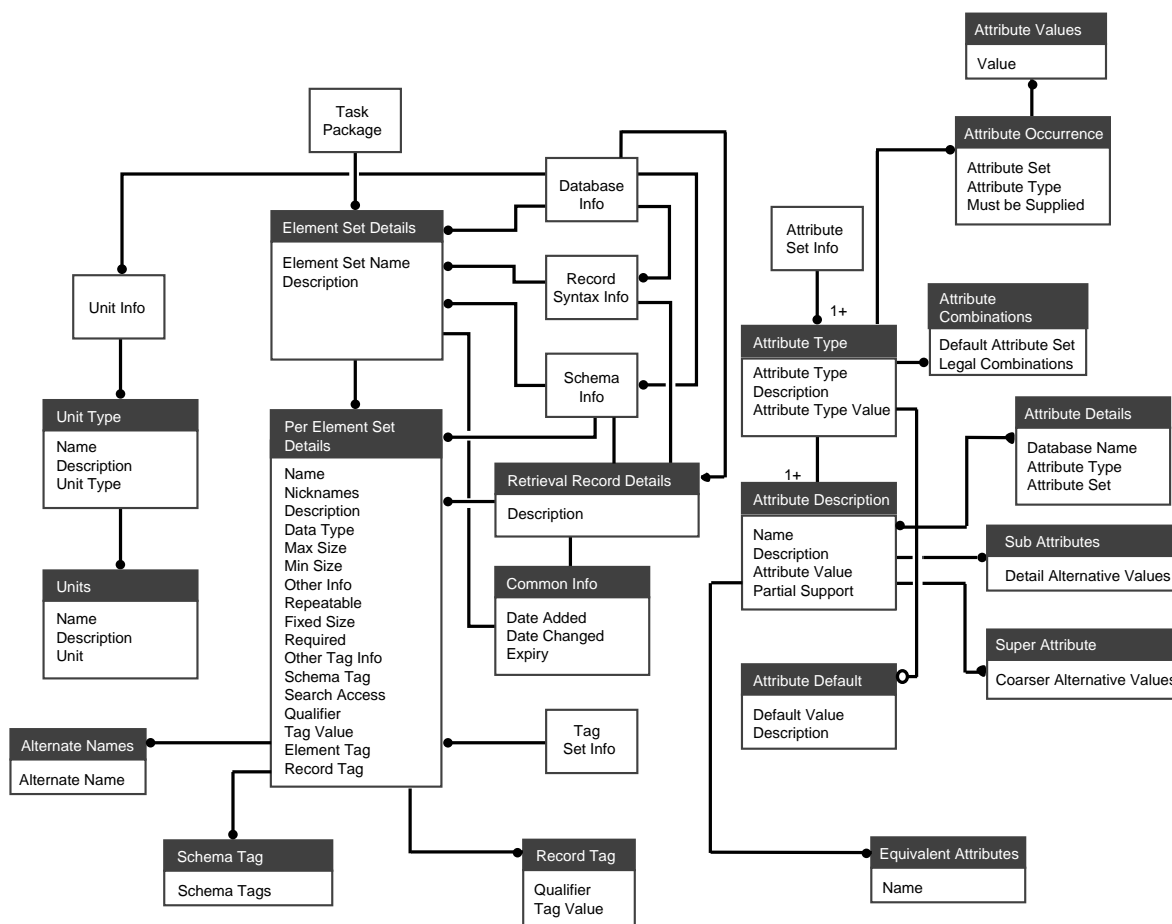 Attribute Values
Value
Task
Package
Attribute Occurrence
Attribute Set
Attribute Type
Must be Supplied
Database
Info
Element Set Details
Element Set Name
Description
Attribute
Set Info
Record
Syntax Info
Unit Info
1+
Attribute
Combinations
Default Attribute Set
Legal Combinations
Attribute Type
Attribute Type
Description
Attribute Type Value
Schema
Info
Unit Type
Name
Description
Unit Type
Per Element Set
Details
Name
Nicknames
Description
Data Type
Max Size
Min Size
Other Info
Repeatable
Fixed Size
Required
Other Tag Info
Schema Tag
Search Access
Qualifier
Tag Value
Element Tag
Record Tag
Attribute Details
Database Name
Attribute Type
Attribute Set
Retrieval Record Details
Description
1+
Attribute Description
Name
Description
Attribute Value
Partial Support
Sub Attributes
Detail Alternative Values
Units
Name
Description
Unit
Common Info
Date Added
Date Changed
Expiry
Super Attribute
Coarser Alternative Values
Attribute Default
Default Value
Description
Tag
Set Info
Alternate Names
Alternate Name
Schema Tag
Schema Tags
Record Tag
Qualifier
Tag Value
Equivalent Attributes
Name